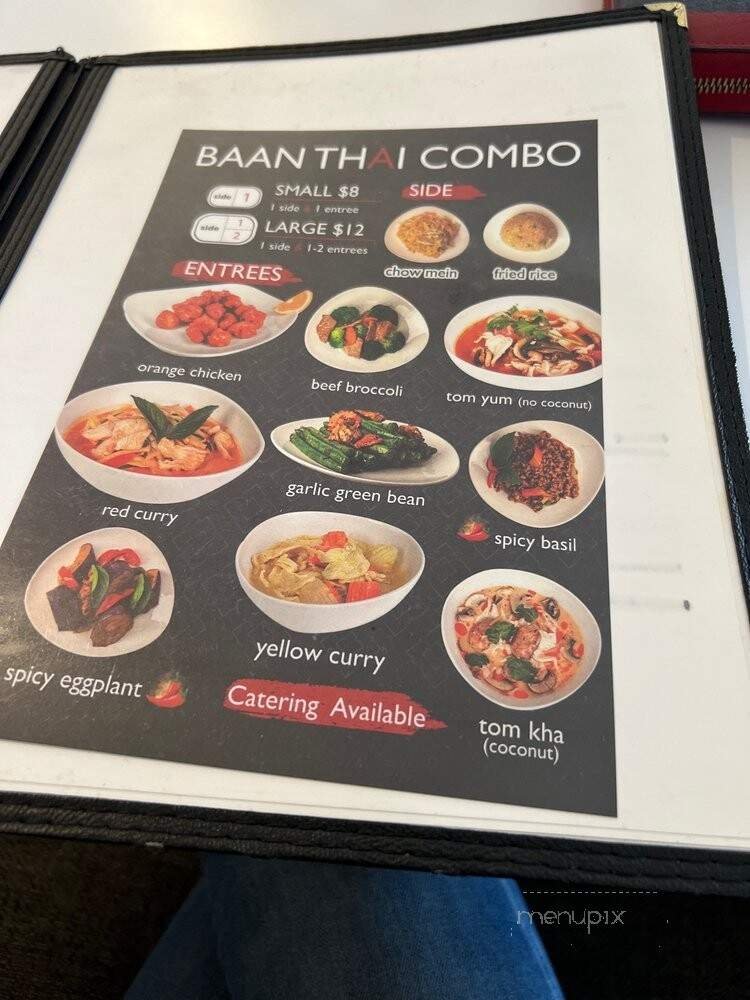 BAAN THAI COMBO
side 1
SMALL $8
1 side & 1 entree
side 1 2
LARGE $12
1 side & 1-2 entrees
SIDE
chow mein
fried rice
ENTREES
orange chicken
beef broccoli
tom yum (no coconut)
red curry
garlic green bean
spicy basil
spicy eggplant
yellow curry
tom kha
(coconut)
Catering Available
menupix